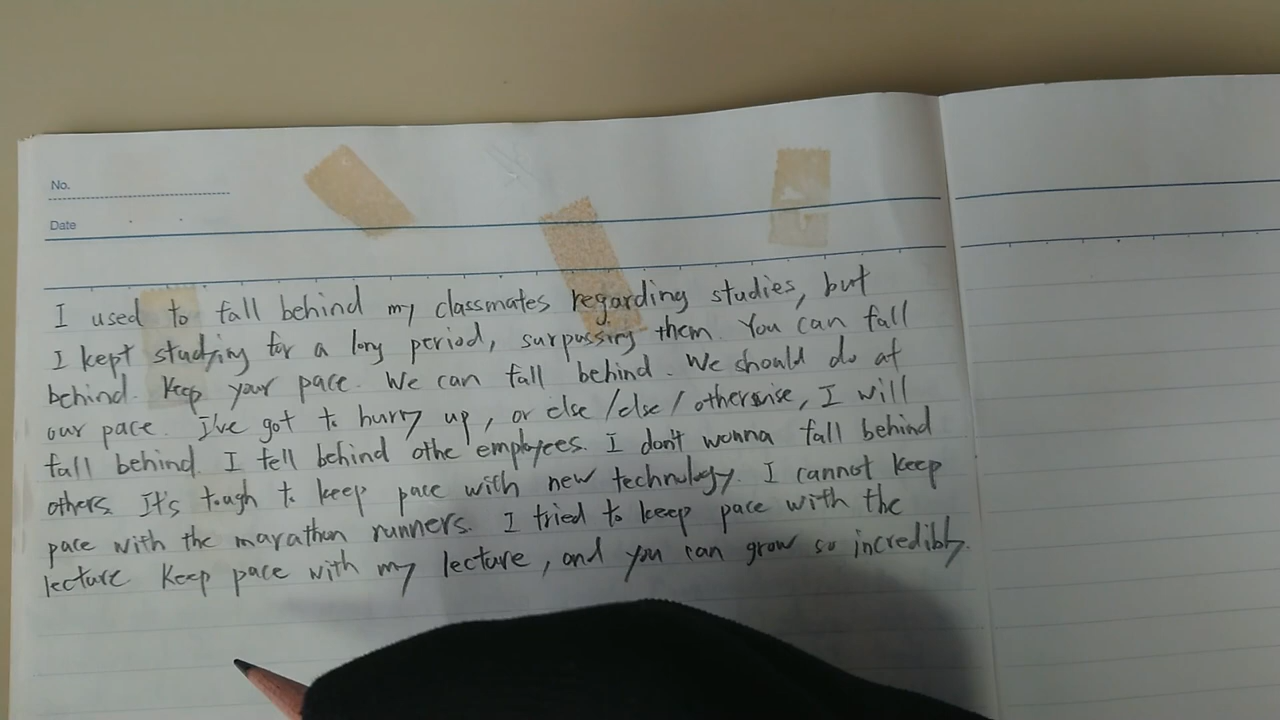 No.
Date
I used to fall behind my classmates regarding studies, but
I kept studying for a long period, surpassing them. You can fall
behind. Keep your pace. We can fall behind. We should do at
our pace. I've got to hurry up, or else / else / otherwise, I will
fall behind. I fell behind othe employees. I don't wanna fall behind
others. It's tough to keep pace with new technology. I cannot keep
pace with the marathon runners. I tried to keep pace with the
lecture Keep pace with my lecture, and you can grow so incredibly.